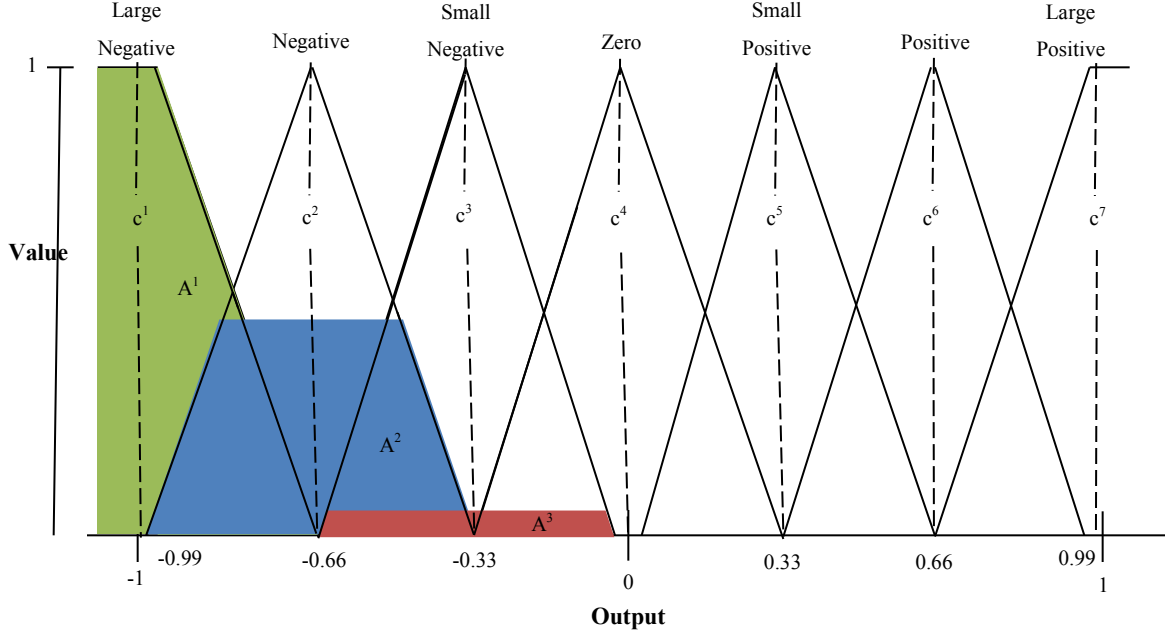 Large Small Small Large
Negative Negative Negative Zero Positive Positive Positive
1
c¹ c² c³ c⁴ c⁵ c⁶ c⁷
Value
A¹
A²
A³
-0.99 -0.66 -0.33 0.33 0.66 0.99
-1 0 1
Output